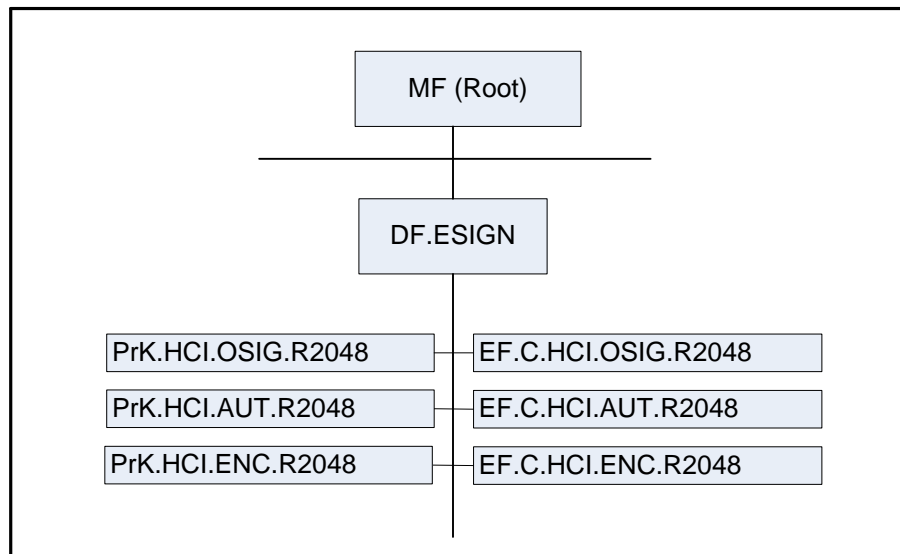 MF (Root)
DF.ESIGN
PrK.HCI.OSIG.R2048
EF.C.HCI.OSIG.R2048
PrK.HCI.AUT.R2048
EF.C.HCI.AUT.R2048
PrK.HCI.ENC.R2048
EF.C.HCI.ENC.R2048